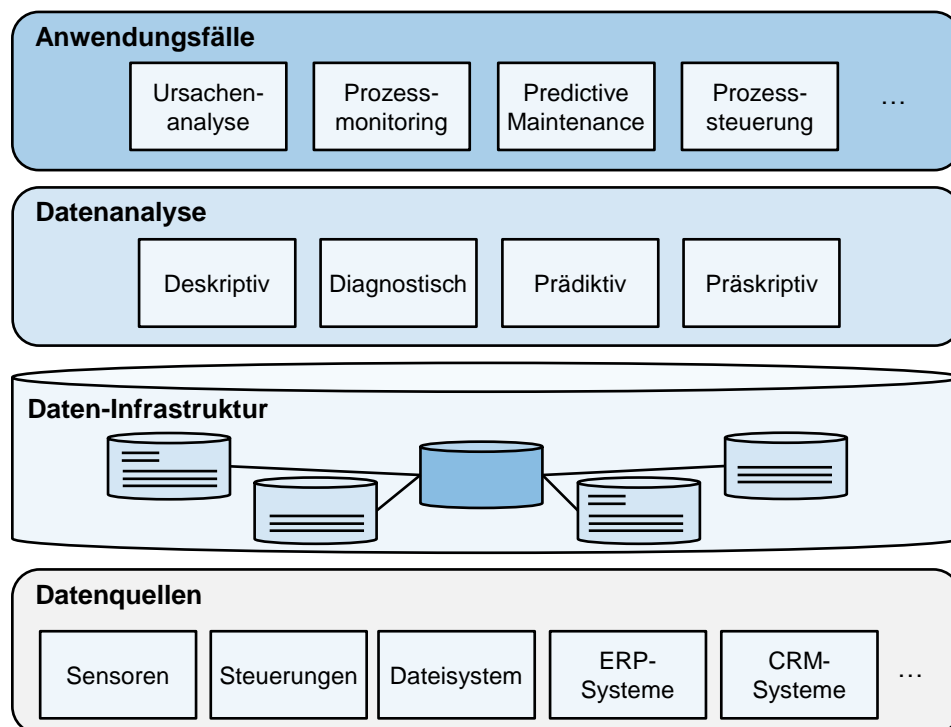 Anwendungsfälle
Ursachen-
analyse
Prozess-
monitoring
Predictive
Maintenance
Prozess-
steuerung
...
Datenanalyse
Deskriptiv
Diagnostisch
Prädiktiv
Präskriptiv
Daten-Infrastruktur
Datenquellen
Sensoren
Steuerungen
Dateisystem
ERP-
Systeme
CRM-
Systeme
...